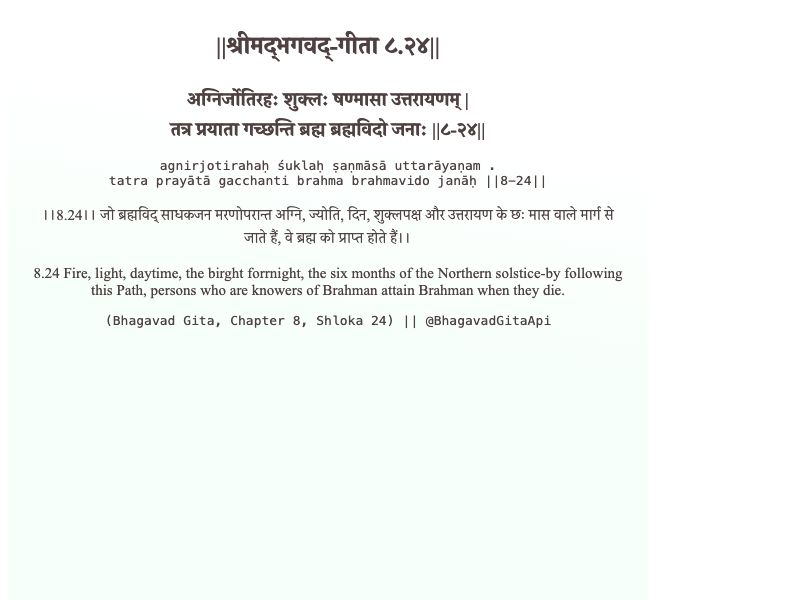 ||श्रीमद्‍भगवद्‍-गीता ८.२४||
अग्निर्जोतिरहः शुक्लः षण्मासा उत्तरायणम् |
तत्र प्रयाता गच्छन्ति ब्रह्म ब्रह्मविदो जनाः ||८-२४||
agnirjotirahaḥ śuklaḥ ṣaṇmāsā uttarāyaṇam .
tatra prayātā gacchanti brahma brahmavido janāḥ ||8-24||
।।8.24।। जो ब्रह्मविद् साधकजन मरणोपरान्त अग्नि, ज्योति, दिन, शुक्लपक्ष और उत्तरायण के छः मास वाले मार्ग से
जाते हैं, वे ब्रह्म को प्राप्त होते हैं।।
8.24 Fire, light, daytime, the birght forrnight, the six months of the Northern solstice-by following
this Path, persons who are knowers of Brahman attain Brahman when they die.
(Bhagavad Gita, Chapter 8, Shloka 24) || @BhagavadGitaApi